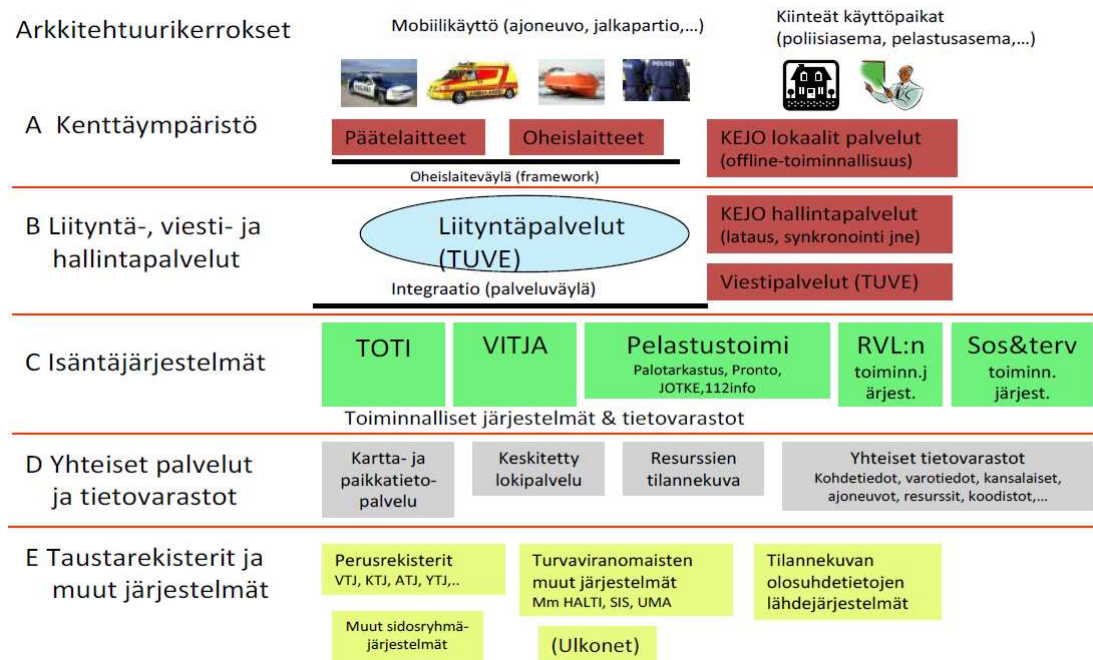 Arkkitehtuurikerrokset
Mobiilikäyttö (ajoneuvo, jalkapartio,…)
Kiinteät käyttöpaikat
(poliisiasema, pelastusasema,…)
A Kenttäympäristö
Päätelaitteet
Oheislaitteet
KEJO lokaalit palvelut
(offline-toiminnallisuus)
Oheislaiteväylä (framework)
B Liityntä-, viesti- ja
hallintapalvelut
Liityntäpalvelut
(TUVE)
KEJO hallintapalvelut
(lataus, synkronointi jne)
Viestipalvelut (TUVE)
Integraatio (palveluväylä)
C Isäntäjärjestelmät
TOTI
VITJA
Pelastustoimi
Palotarkastus, Pronto,
JOTKE,112info
RVL:n
toiminn.j
ärjest.
Sos&terv
toiminn.
järjest.
Toiminnalliset järjestelmät & tietovarastot
D Yhteiset palvelut
ja tietovarastot
Kartta- ja
paikkatieto-
palvelu
Keskitetty
lokipalvelu
Resurssien
tilannekuva
Yhteiset tietovarastot
Kohdetiedot, varotiedot, kansalaiset,
ajoneuvot, resurssit, koodistot,…
E Taustarekisterit ja
muut järjestelmät
Perusrekisterit
VTJ, KTJ, ATJ, YTJ,..
Turvaviranomaisten
muut järjestelmät
Mm HALTI, SIS, UMA
Tilannekuvan
olosuhdetietojen
lähdejärjestelmät
Muut sidosryhmä-
järjestelmät
(Ulkonet)